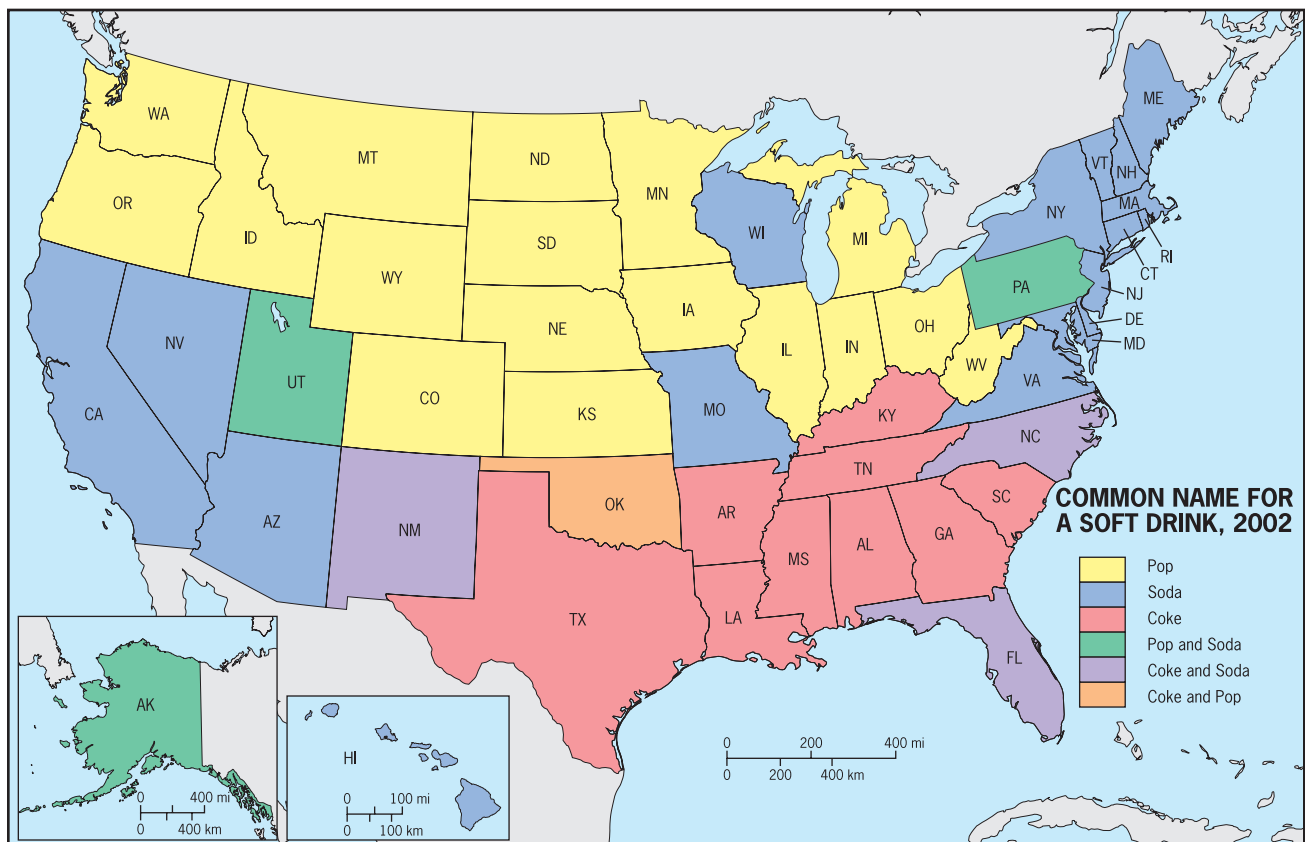 WA
MT
ND
MN
ME
VT
NH
MA
NY
RI
CT
OR
ID
SD
WI
MI
WY
PA
NJ
DE
MD
NE
IA
IL
IN
OH
WV
VA
NV
UT
CO
KS
MO
KY
CA
NC
TN
AZ
NM
OK
AR
SC
MS
AL
GA
TX
LA
FL
COMMON NAME FOR
A SOFT DRINK, 2002
Pop
Soda
Coke
Pop and Soda
Coke and Soda
Coke and Pop
AK
0 400 mi
0 400 km
HI
0 100 mi
0 100 km
0 200 400 mi
0 200 400 km